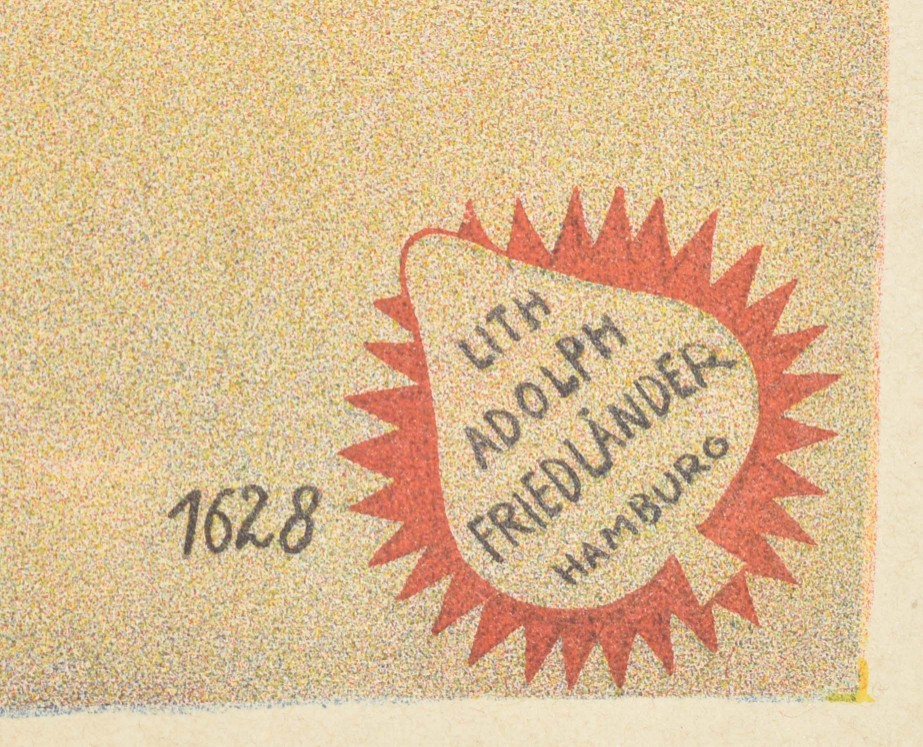 1628
LITH
ADOLPH
FRIEDLÄNDER
HAMBURG